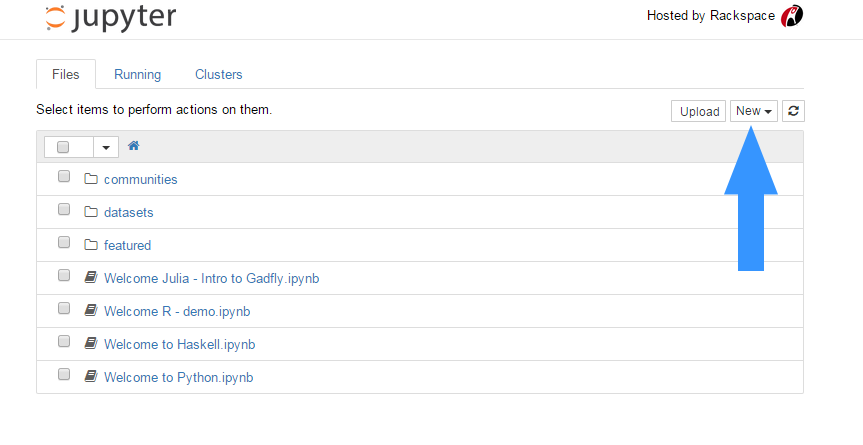 jupyter
Hosted by Rackspace
Files Running Clusters
Select items to perform actions on them.
Upload New
communities
datasets
featured
Welcome Julia - Intro to Gadfly.ipynb
Welcome R - demo.ipynb
Welcome to Haskell.ipynb
Welcome to Python.ipynb